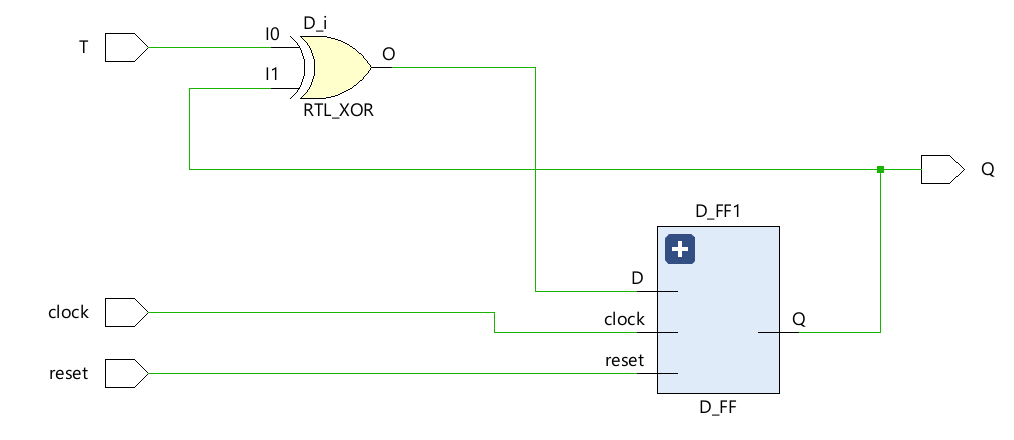 D_i
T
I0
O
I1
RTL_XOR
Q
D_FF1
D
clock
clock
Q
reset
reset
D_FF